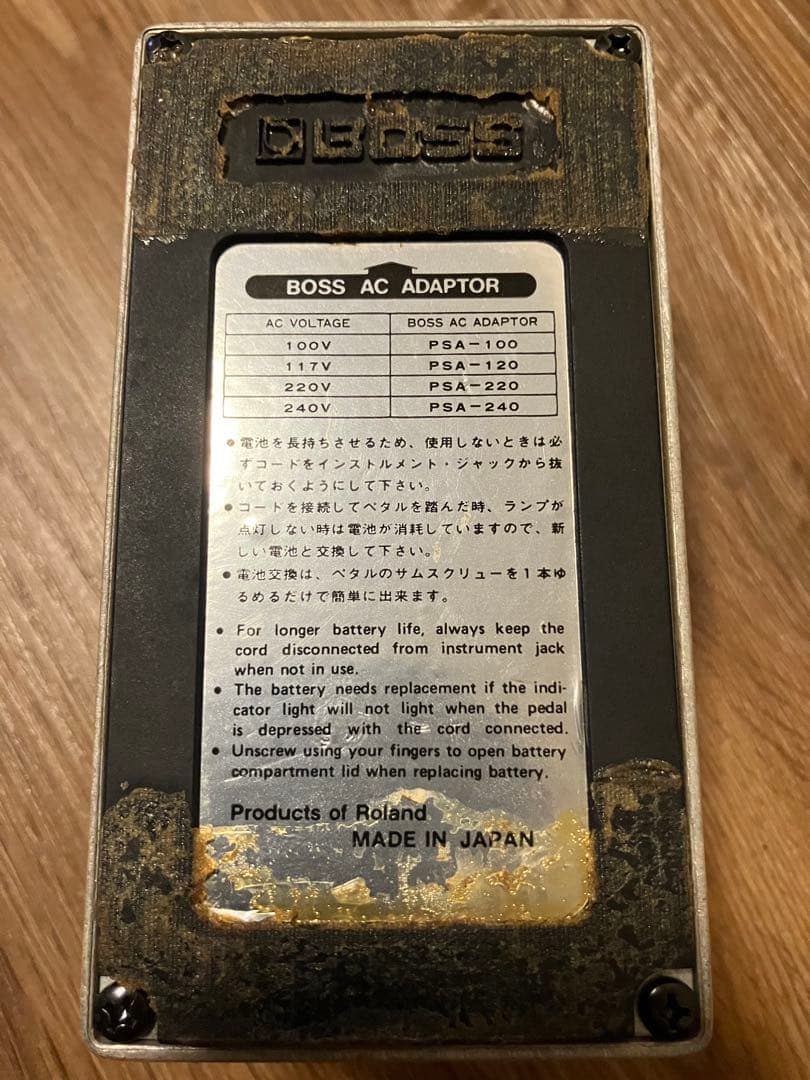 BOSS
BOSS AC ADAPTOR
AC VOLTAGE BOSS AC ADAPTOR
100V PSA-100
117V PSA-120
220V PSA-220
240V PSA-240
● 電池を長持ちさせるため、使用しないときは必
ずコードをインストルメント・ジャックから抜
いておくようにして下さい。
● コードを接続してペタルを踏んだ時、ランプが
点灯しない時は電池が消耗していますので、新
しい電池と交換して下さい。
● 電池交換は、ペタルのサムスクリューを1本ゆ
るめるだけで簡単に出来ます。
● For longer battery life, always keep the
cord disconnected from instrument jack
when not in use.
● The battery needs replacement if the indi-
cator light will not light when the pedal
is depressed with the cord connected.
● Unscrew using your fingers to open battery
compartment lid when replacing battery.
Products of Roland
MADE IN JAPAN